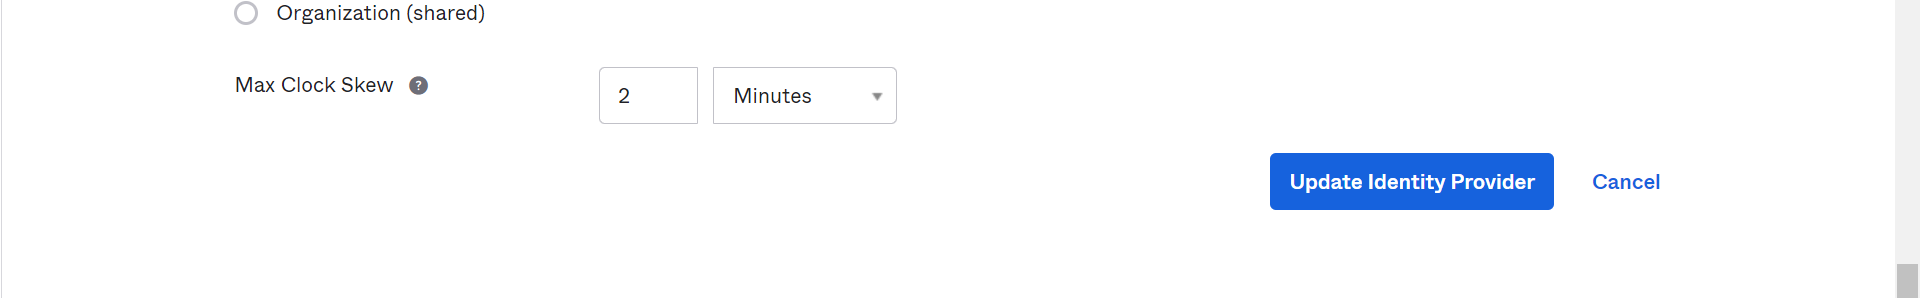 Organization (shared)
Max Clock Skew ?
2 Minutes
Update Identity Provider Cancel